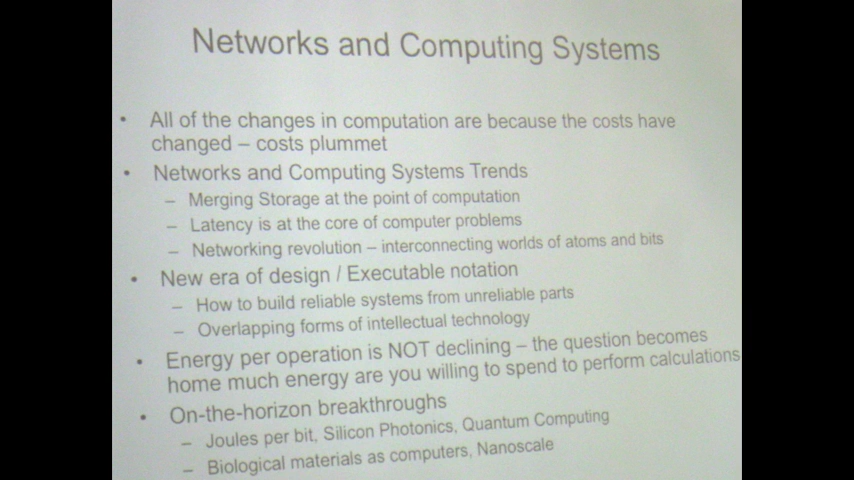 Networks and Computing Systems
• All of the changes in computation are because the costs have
changed – costs plummet
• Networks and Computing Systems Trends
– Merging Storage at the point of computation
– Latency is at the core of computer problems
– Networking revolution – interconnecting worlds of atoms and bits
• New era of design / Executable notation
– How to build reliable systems from unreliable parts
– Overlapping forms of intellectual technology
• Energy per operation is NOT declining – the question becomes
home much energy are you willing to spend to perform calculations
• On-the-horizon breakthroughs
– Joules per bit, Silicon Photonics, Quantum Computing
– Biological materials as computers, Nanoscale